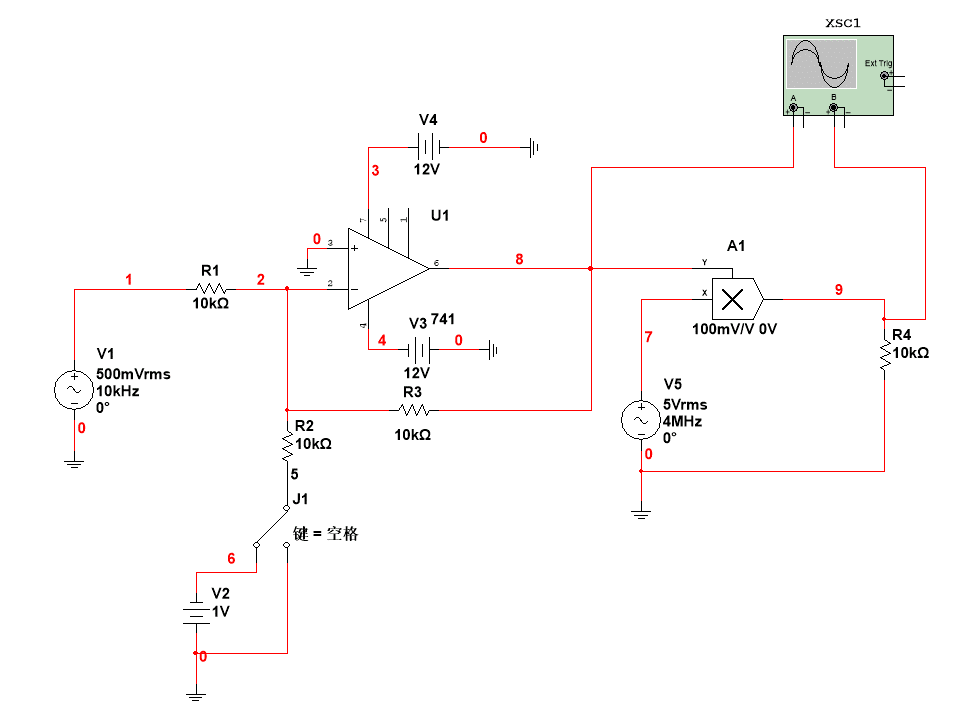 XSC1
Ext Trig
+
−
A
B
+ −
+ −
V4
0
3
12V
7
5
1
U1
0
3
+
6
8
2
−
4
1
R1
2
10kΩ
V3
741
4
0
12V
R3
10kΩ
V1
500mVrms
10kHz
0°
0
R2
10kΩ
5
J1
键 = 空格
6
V2
1V
0
A1
Y
X
100mV/V 0V
9
7
R4
10kΩ
V5
5Vrms
4MHz
0°
0